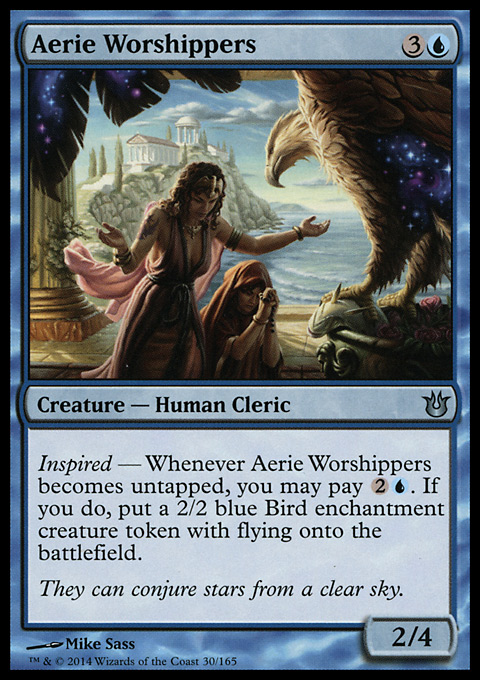 Aerie Worshippers 3
Creature — Human Cleric
Inspired — Whenever Aerie Worshippers
becomes untapped, you may pay 2 . If
you do, put a 2/2 blue Bird enchantment
creature token with flying onto the
battlefield.
They can conjure stars from a clear sky.
Mike Sass
2/4
™ & © 2014 Wizards of the Coast 30/165